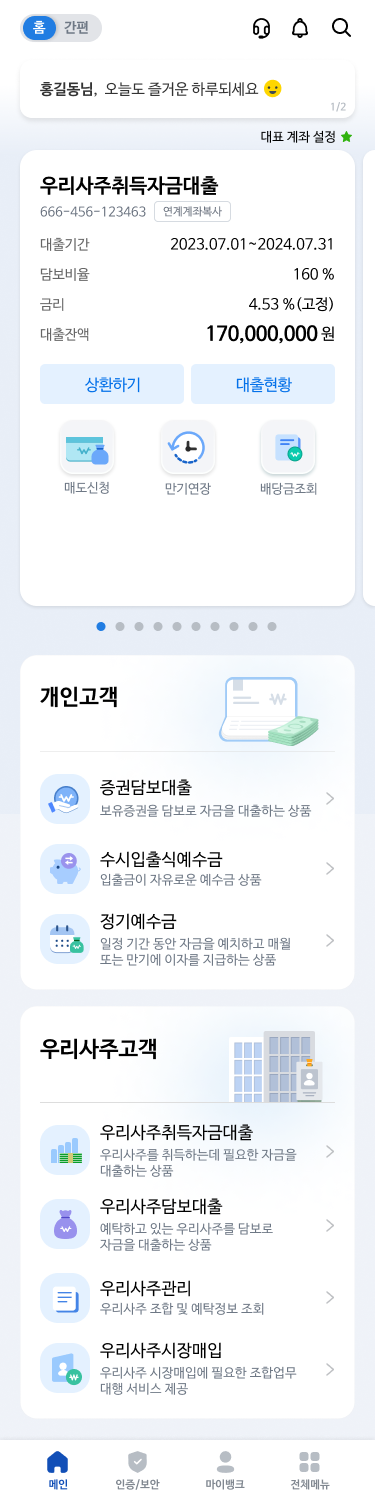 홈 간편
홍길동님, 오늘도 즐거운 하루되세요
1/2
대표 계좌 설정
우리사주취득자금대출
666-456-123463 연계계좌복사
대출기간 2023.07.01~2024.07.31
담보비율 160 %
금리 4.53 %(고정)
대출잔액 170,000,000 원
상환하기 대출현황
매도신청 만기연장 배당금조회
개인고객
증권담보대출
보유증권을 담보로 자금을 대출하는 상품
수시입출식예수금
입출금이 자유로운 예수금 상품
정기예수금
일정 기간 동안 자금을 예치하고 매월
또는 만기에 이자를 지급하는 상품
우리사주고객
우리사주취득자금대출
우리사주를 취득하는데 필요한 자금을
대출하는 상품
우리사주담보대출
예탁하고 있는 우리사주를 담보로
자금을 대출하는 상품
우리사주관리
우리사주 조합 및 예탁정보 조회
우리사주시장매입
우리사주 시장매입에 필요한 조합업무
대행 서비스 제공
메인 인증/보안 마이뱅크 전체메뉴